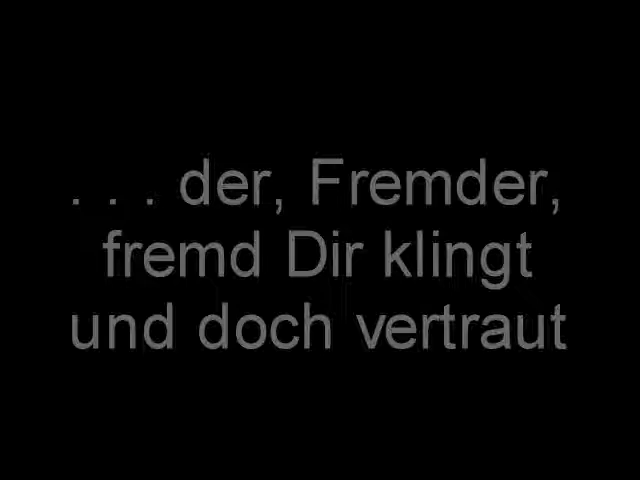 . . . der, Fremder,
fremd Dir klingt
und doch vertraut